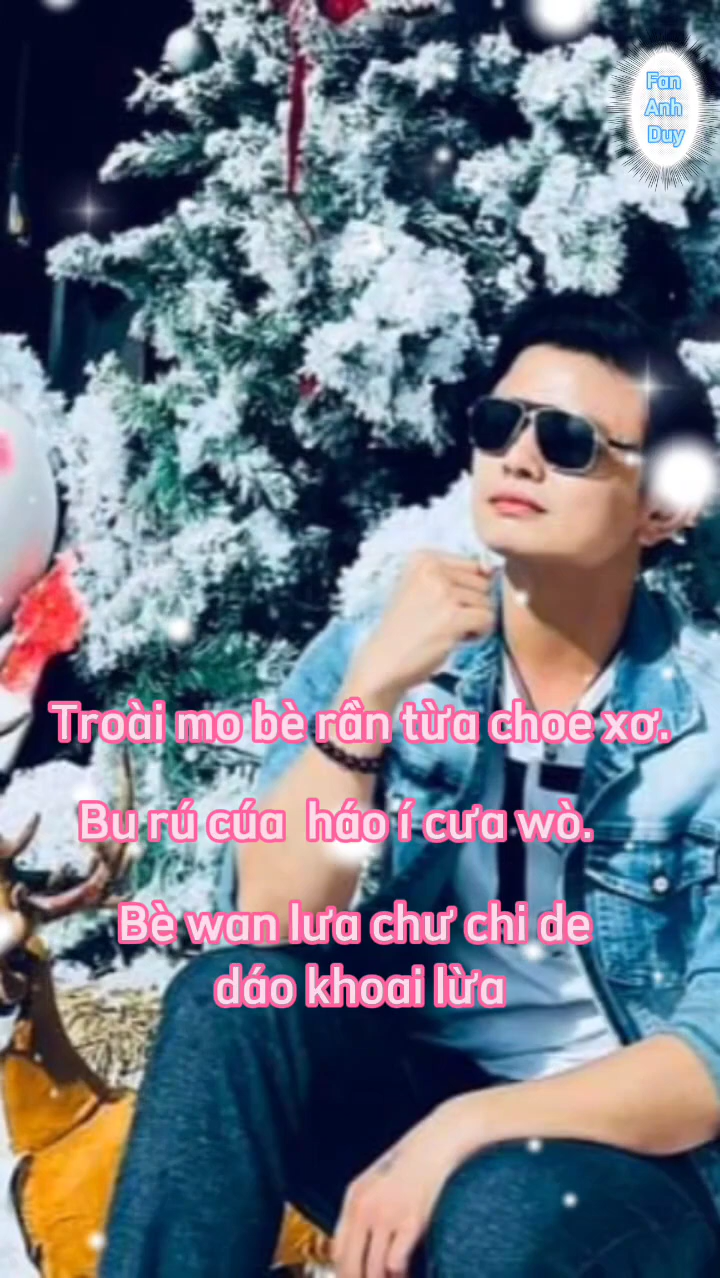 Fan
Anh
Duy
Troài mo bè rần từa choe xơ.
Bu rú cúa háo í cưa wò.
Bè wan lưa chư chi de
dáo khoai lừa